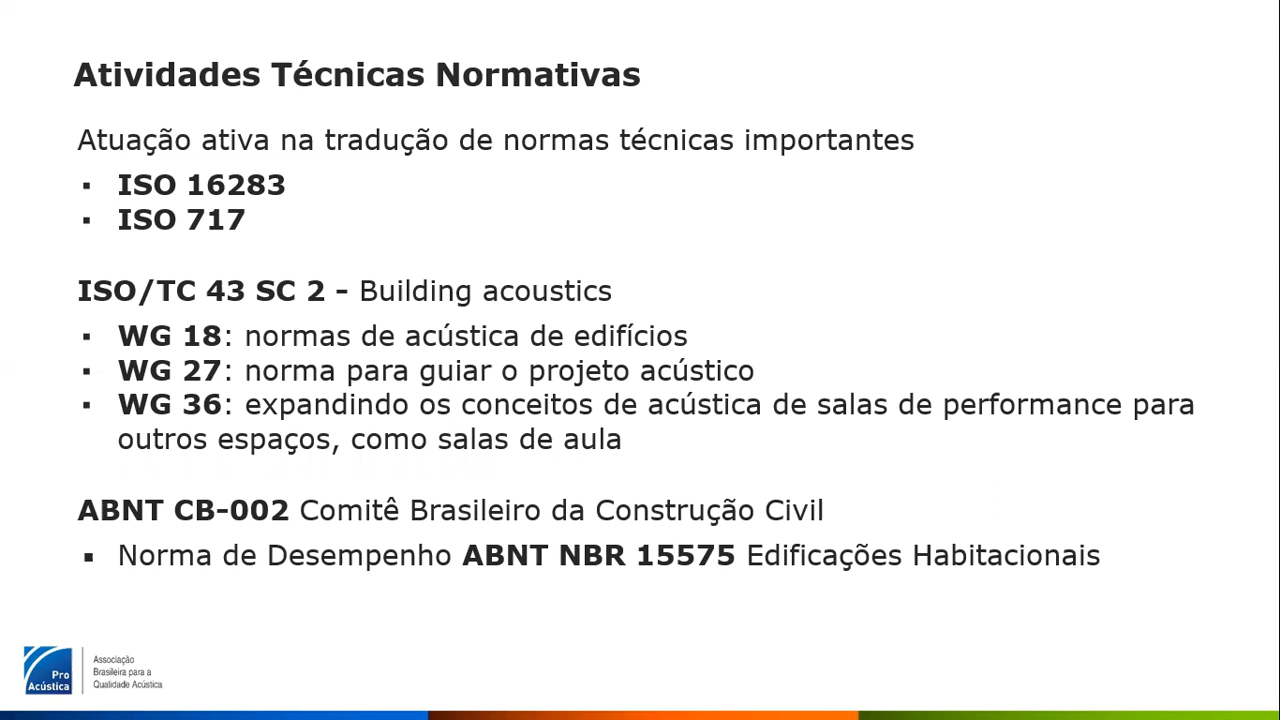 Atividades Técnicas Normativas
Atuação ativa na tradução de normas técnicas importantes
▪ ISO 16283
▪ ISO 717
ISO/TC 43 SC 2 - Building acoustics
▪ WG 18: normas de acústica de edifícios
▪ WG 27: norma para guiar o projeto acústico
▪ WG 36: expandindo os conceitos de acústica de salas de performance para
outros espaços, como salas de aula
ABNT CB-002 Comitê Brasileiro da Construção Civil
▪ Norma de Desempenho ABNT NBR 15575 Edificações Habitacionais
Pro
Acústica
Associação
Brasileira para a
Qualidade Acústica